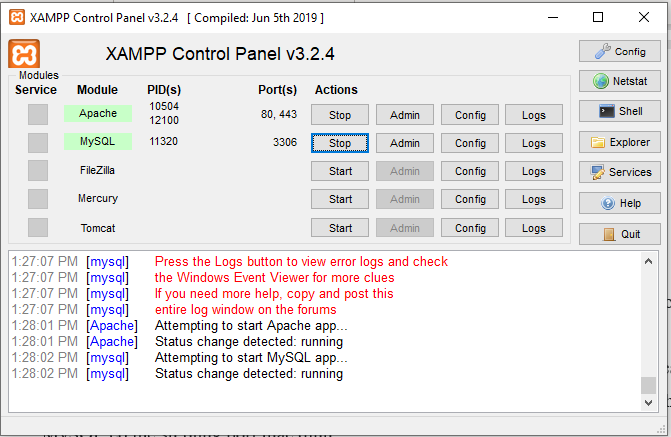 XAMPP Control Panel v3.2.4 [ Compiled: Jun 5th 2019 ]
XAMPP Control Panel v3.2.4
Config
Modules
Service Module PID(s) Port(s) Actions
Netstat
Apache 10504 12100 80, 443 Stop Admin Config Logs
Shell
MySQL 11320 3306 Stop Admin Config Logs
Explorer
FileZilla Start Admin Config Logs
Services
Mercury Start Admin Config Logs
Help
Tomcat Start Admin Config Logs
Quit
1:27:07 PM [mysql] Press the Logs button to view error logs and check
1:27:07 PM [mysql] the Windows Event Viewer for more clues
1:27:07 PM [mysql] If you need more help, copy and post this
1:27:07 PM [mysql] entire log window on the forums
1:28:01 PM [Apache] Attempting to start Apache app...
1:28:01 PM [Apache] Status change detected: running
1:28:02 PM [mysql] Attempting to start MySQL app...
1:28:02 PM [mysql] Status change detected: running